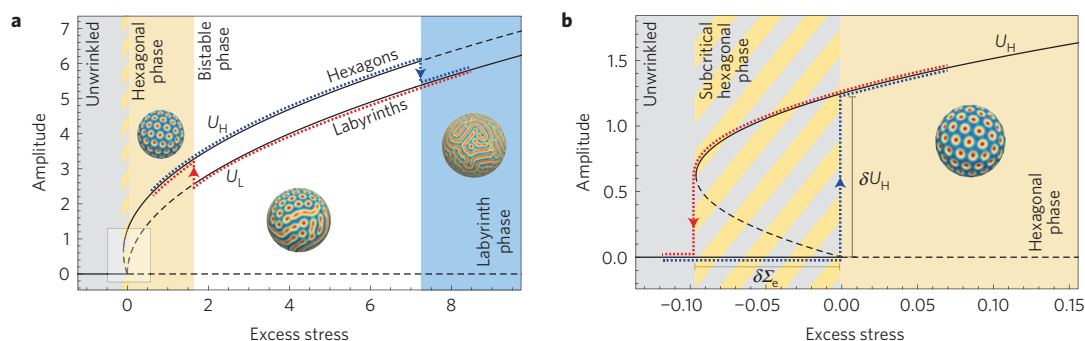 a
Amplitude
7
6
5
4
3
2
1
0
Unwrinkled
Hexagonal
phase
Bistable phase
Hexagons
Labyrinths
U_H
U_L
Labyrinth
phase
0
2
4
6
8
Excess stress
b
Amplitude
1.5
1.0
0.5
0.0
Unwrinkled
Subcritical
hexagonal phase
U_H
δU_H
δΣ_e
Hexagonal
phase
−0.10
−0.05
0.00
0.05
0.10
0.15
Excess stress